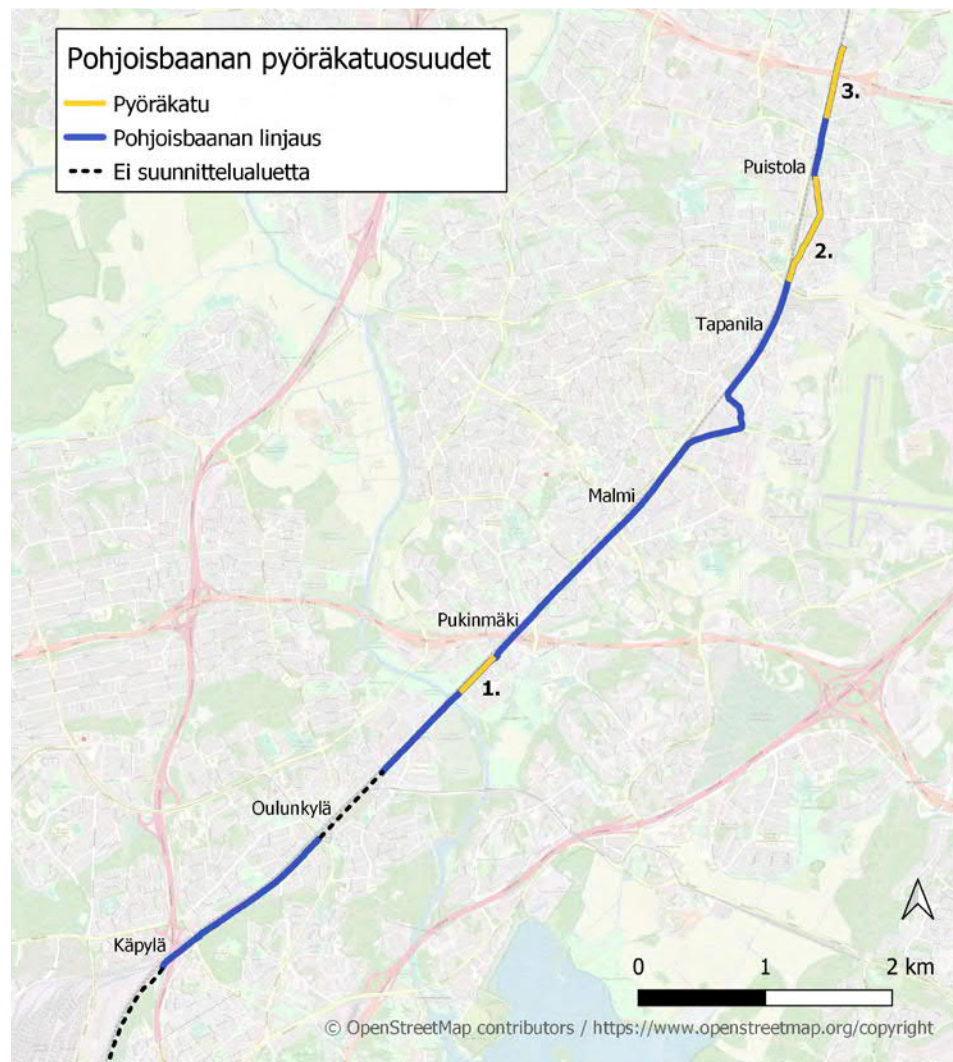 Pohjoisbaanan pyöräkatuosuudet
Pyöräkatu
Pohjoisbaanan linjaus
Ei suunnittelualuetta
3.
Puistola
2.
Tapanila
Malmi
Pukinmäki
1.
Oulunkylä
Käpylä
0 1 2 km
© OpenStreetMap contributors / https://www.openstreetmap.org/copyright